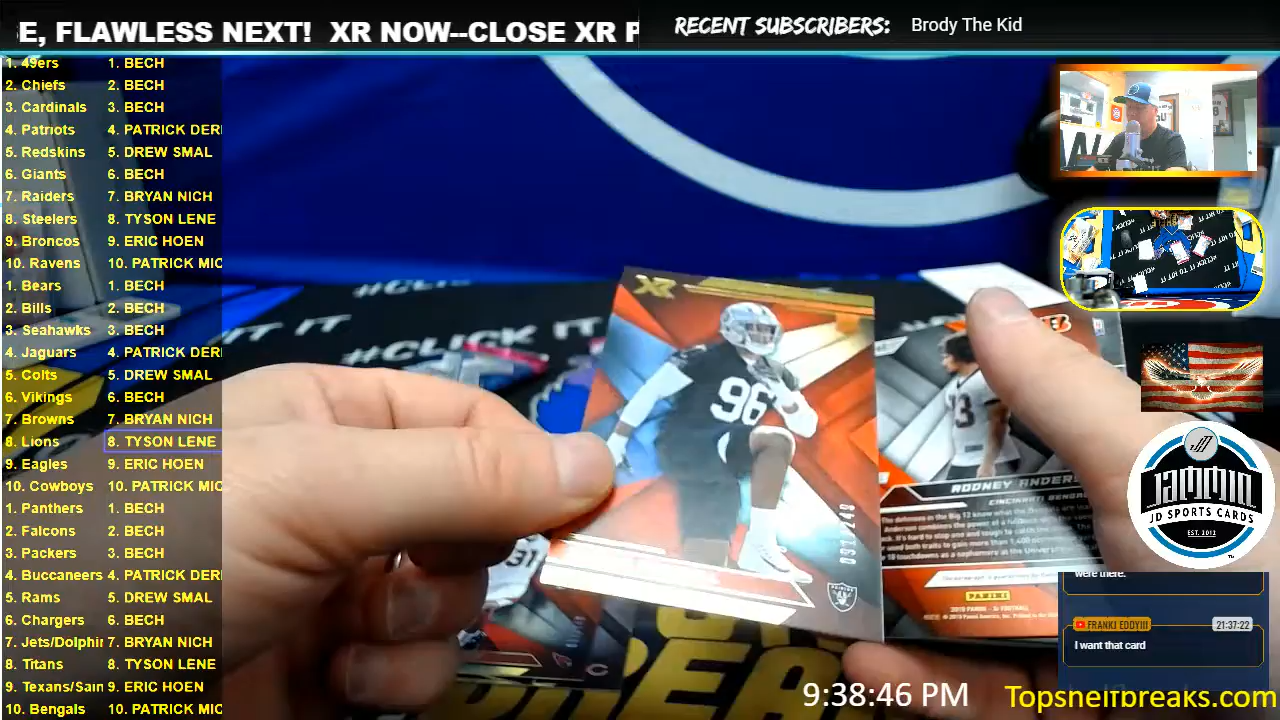 E, FLAWLESS NEXT!  XR NOW--CLOSE XR P
RECENT SUBSCRIBERS: Brody The Kid
1. 49ers 1. BECH
2. Chiefs 2. BECH
3. Cardinals 3. BECH
4. Patriots 4. PATRICK DERI
5. Redskins 5. DREW SMAL
6. Giants 6. BECH
7. Raiders 7. BRYAN NICH
8. Steelers 8. TYSON LENE
9. Broncos 9. ERIC HOEN
10. Ravens 10. PATRICK MIC
1. Bears 1. BECH
2. Bills 2. BECH
3. Seahawks 3. BECH
4. Jaguars 4. PATRICK DERI
5. Colts 5. DREW SMAL
6. Vikings 6. BECH
7. Browns 7. BRYAN NICH
8. Lions 8. TYSON LENE
9. Eagles 9. ERIC HOEN
10. Cowboys 10. PATRICK MIC
1. Panthers 1. BECH
2. Falcons 2. BECH
3. Packers 3. BECH
4. Buccaneers 4. PATRICK DERI
5. Rams 5. DREW SMAL
6. Chargers 6. BECH
7. Jets/Dolphin 7. BRYAN NICH
8. Titans 8. TYSON LENE
9. Texans/Sain 9. ERIC HOEN
10. Bengals 10. PATRICK MIC
#CLICK IT
XR
96
RODNEY ANDERS
CINCINNATI BENGA
PANINI
31
JD SPORTS CARDS
EST. 2012
were there.
FRANKI EDDYIII 21:37:22
I want that card
9:38:46 PM
Topshelfbreaks.com